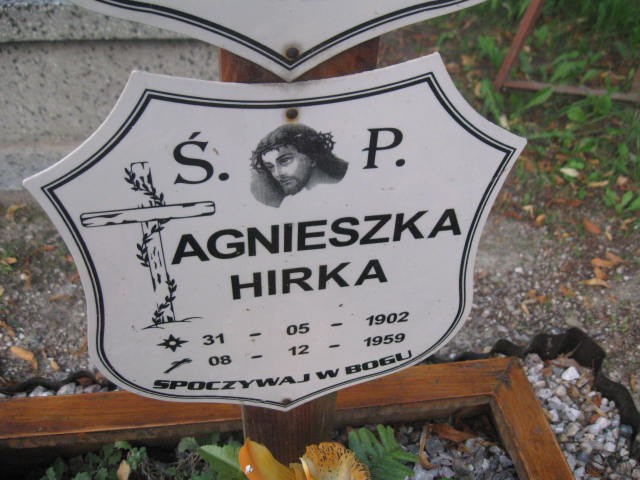 Ś. P.
AGNIESZKA
HIRKA
31 - 05 - 1902
08 - 12 - 1959
SPOCZYWAJ W BOGU